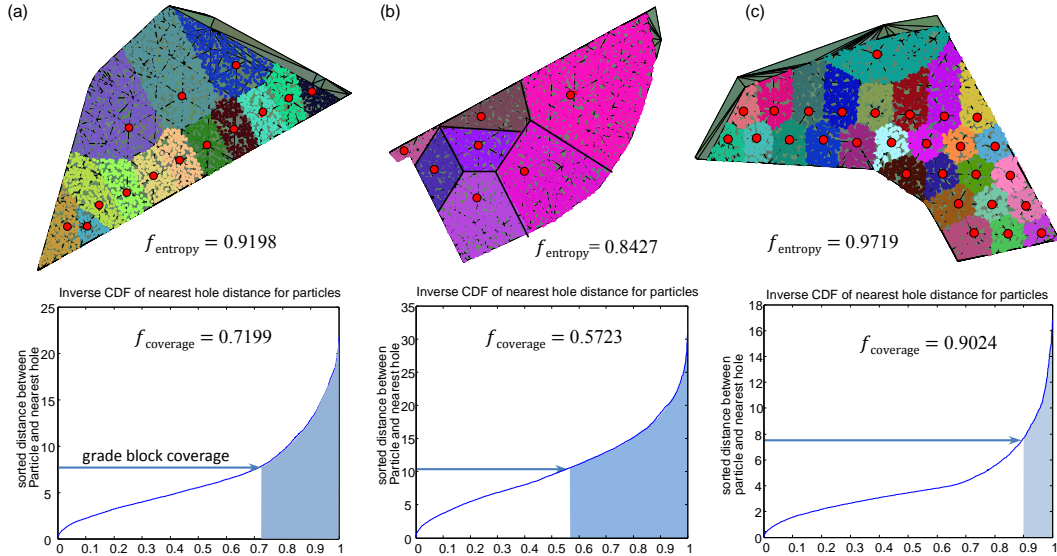 (a)
(b)
(c)
f_entropy = 0.9198
f_entropy= 0.8427
f_entropy = 0.9719
Inverse CDF of nearest hole distance for particles
f_coverage = 0.7199
grade block coverage
sorted distance between
Particle and nearest hole
25
20
15
10
5
0
0 0.1 0.2 0.3 0.4 0.5 0.6 0.7 0.8 0.9 1
Inverse CDF of nearest hole distance for particles
f_coverage = 0.5723
sorted distance between
Particle and nearest hole
35
30
25
20
15
10
5
0
0 0.1 0.2 0.3 0.4 0.5 0.6 0.7 0.8 0.9 1
Inverse CDF of nearest hole distance for particles
f_coverage = 0.9024
sorted distance between
particle and nearest hole
18
16
14
12
10
8
6
4
2
0
0 0.1 0.2 0.3 0.4 0.5 0.6 0.7 0.8 0.9 1